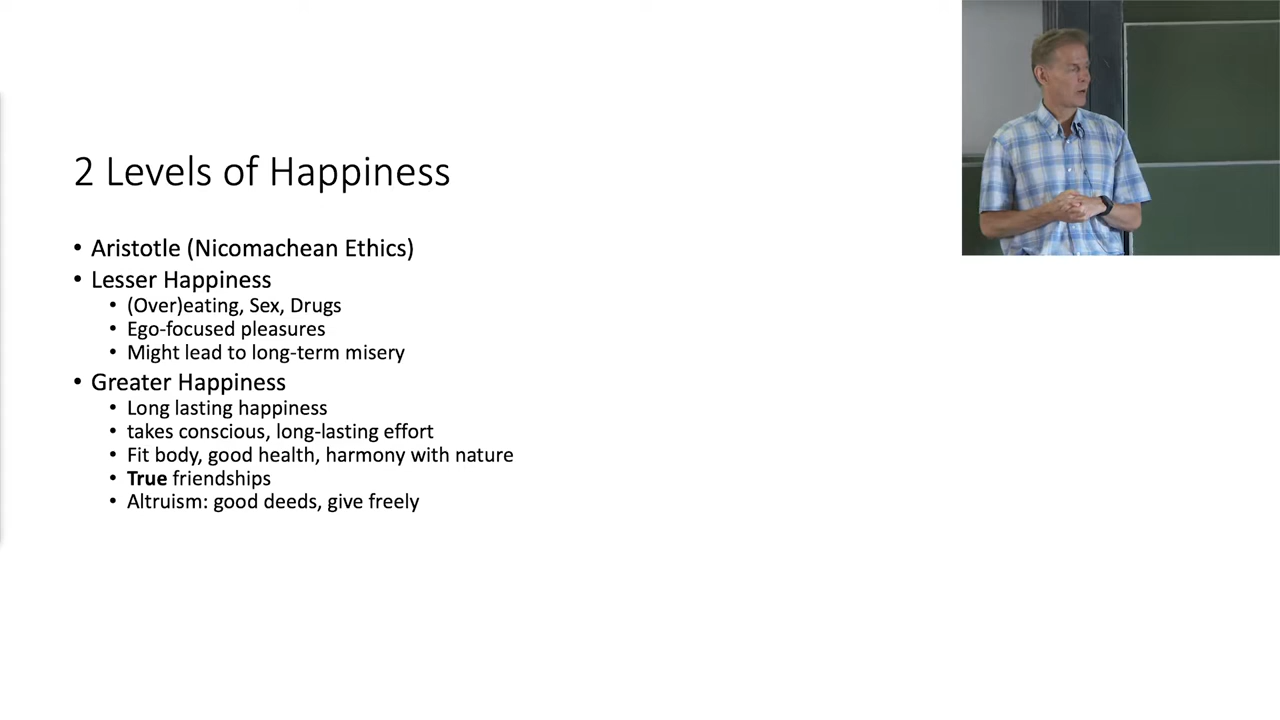 2 Levels of Happiness
• Aristotle (Nicomachean Ethics)
• Lesser Happiness
• (Over)eating, Sex, Drugs
• Ego-focused pleasures
• Might lead to long-term misery
• Greater Happiness
• Long lasting happiness
• takes conscious, long-lasting effort
• Fit body, good health, harmony with nature
• True friendships
• Altruism: good deeds, give freely